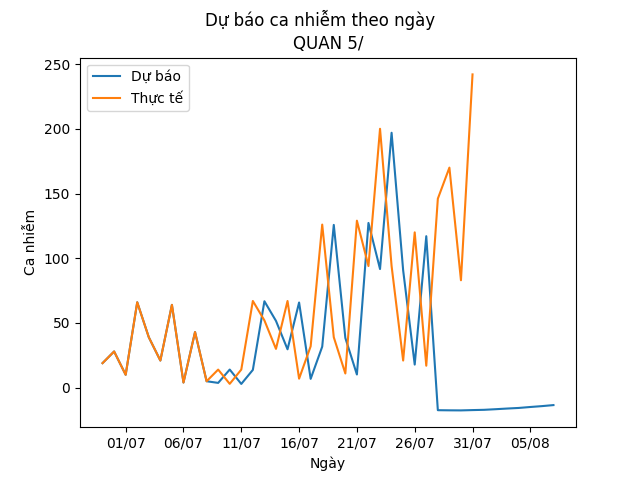 Dự báo ca nhiễm theo ngày
QUAN 5/
Dự báo
Thực tế
Ca nhiễm
250
200
150
100
50
0
01/07 06/07 11/07 16/07 21/07 26/07 31/07 05/08
Ngày